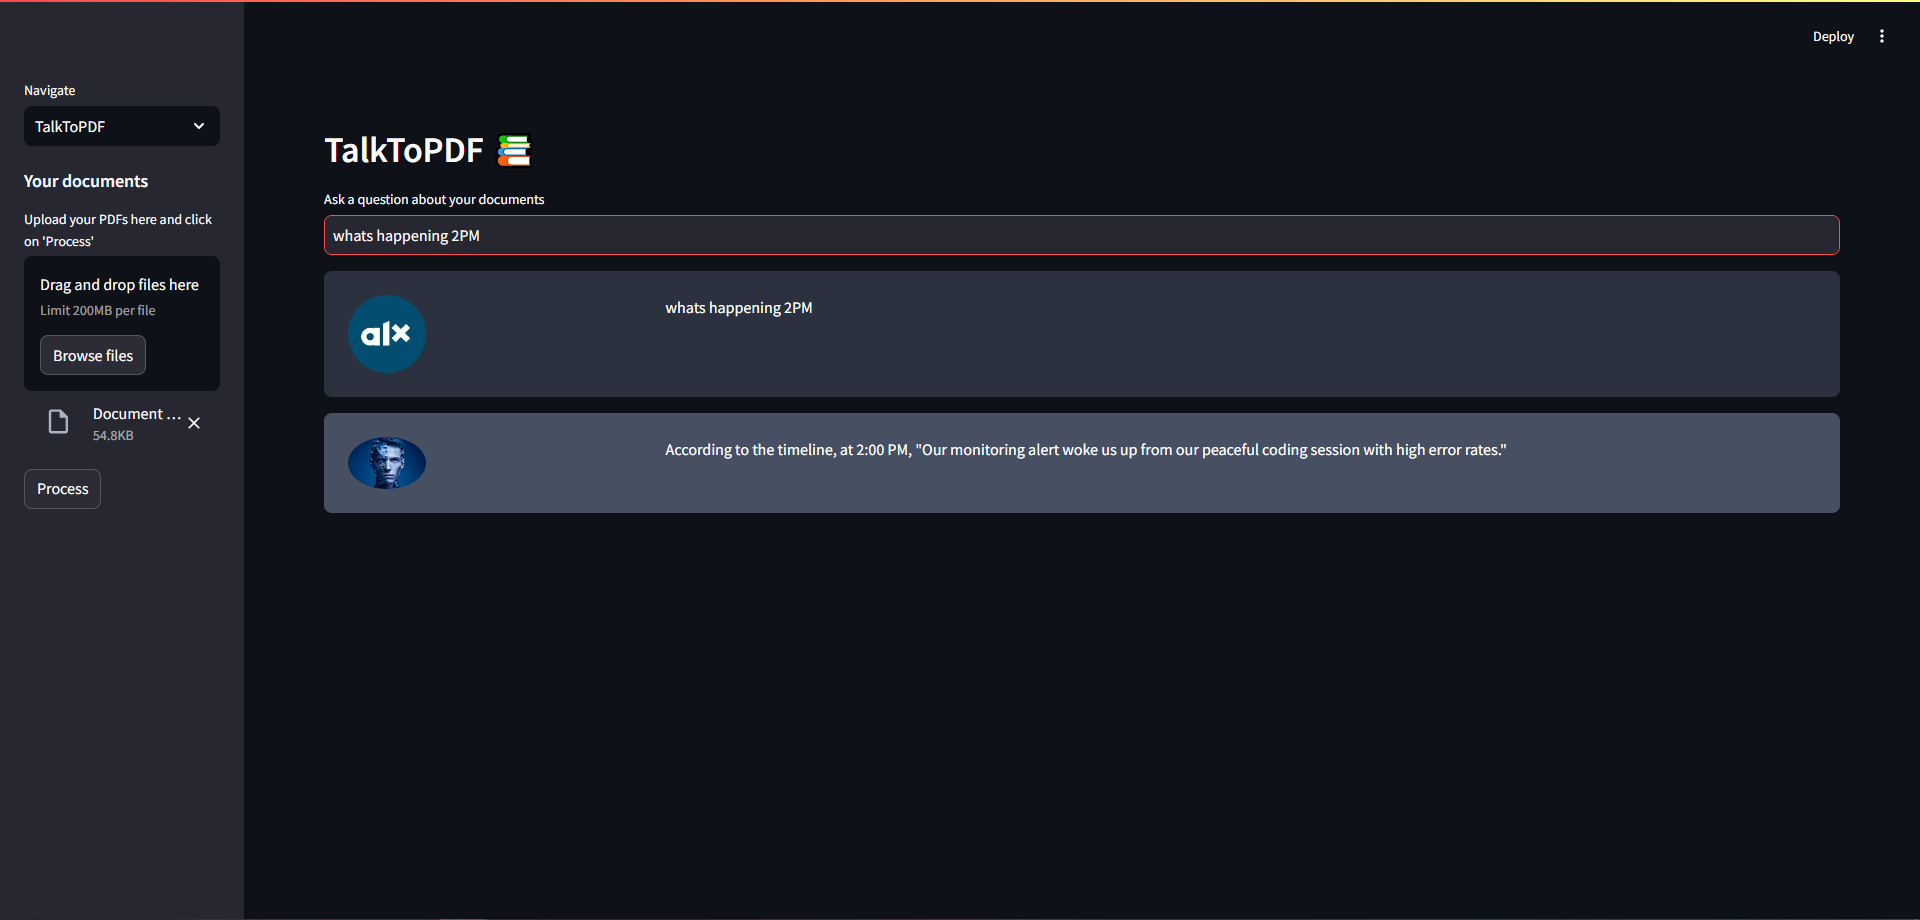 Deploy
Navigate
TalkToPDF
Your documents
Upload your PDFs here and click
on 'Process'
Drag and drop files here
Limit 200MB per file
Browse files
Document ...
54.8KB
Process
TalkToPDF
Ask a question about your documents
whats happening 2PM
alx
whats happening 2PM
According to the timeline, at 2:00 PM, "Our monitoring alert woke us up from our peaceful coding session with high error rates."